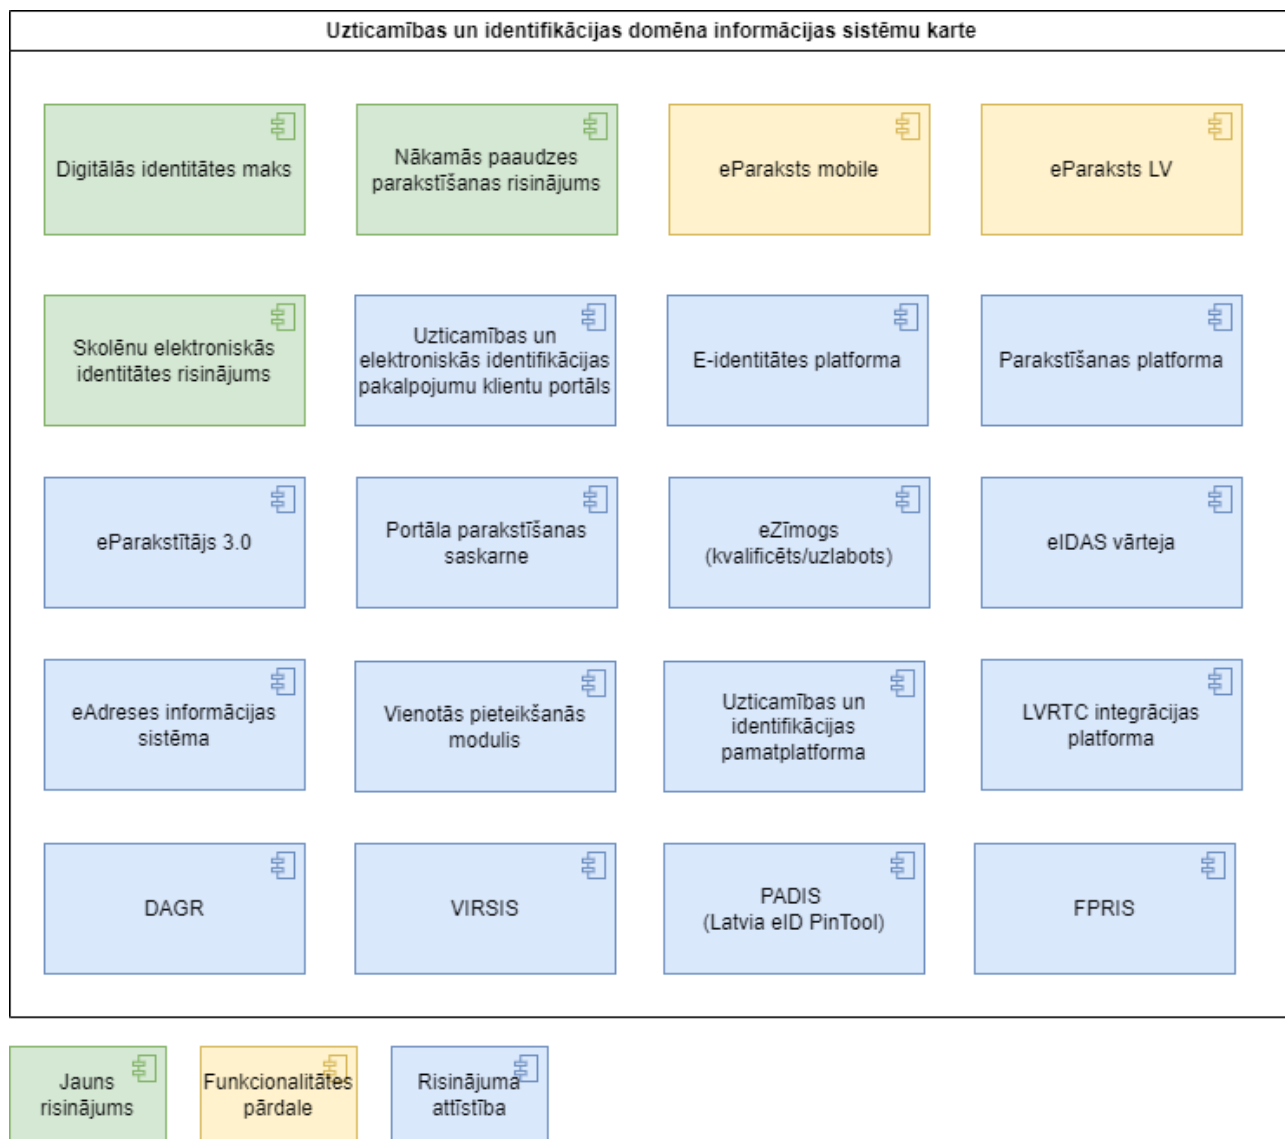 Uzticamības un identifikācijas domēna informācijas sistēmu karte
Digitālās identitātes maks
Nākamās paaudzes
parakstīšanas risinājums
eParaksts mobile
eParaksts LV
Skolēnu elektroniskās
identitātes risinājums
Uzticamības un
elektroniskās identifikācijas
pakalpojumu klientu portāls
E-identitātes platforma
Parakstīšanas platforma
eParakstītājs 3.0
Portāla parakstīšanas
saskarne
eZīmogs
(kvalificēts/uzlabots)
eIDAS vārteja
eAdreses informācijas
sistēma
Vienotās pieteikšanās
modulis
Uzticamības un
identifikācijas
pamatplatforma
LVRTC integrācijas
platforma
DAGR
VIRSIS
PADIS
(Latvia eID PinTool)
FPRIS
Jauns
risinājums
Funkcionalitātes
pārdale
Risinājuma
attīstība